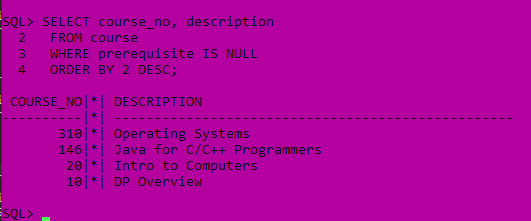 SQL> SELECT course_no, description
  2   FROM course
  3   WHERE prerequisite IS NULL
  4   ORDER BY 2 DESC;
 COURSE_NO|*| DESCRIPTION
----------|*| --------------------------------------------------
       310|*| Operating Systems
       146|*| Java for C/C++ Programmers
        20|*| Intro to Computers
        10|*| DP Overview
SQL>